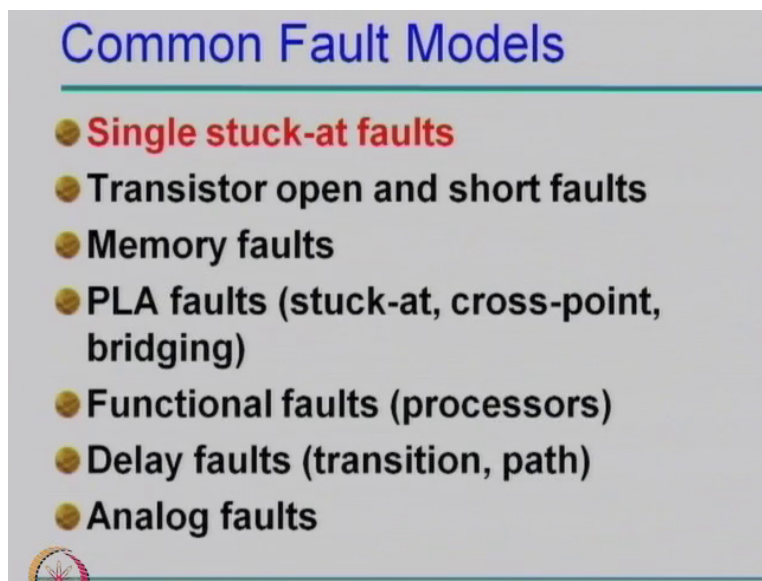 Common Fault Models
Single stuck-at faults
Transistor open and short faults
Memory faults
PLA faults (stuck-at, cross-point,
bridging)
Functional faults (processors)
Delay faults (transition, path)
Analog faults